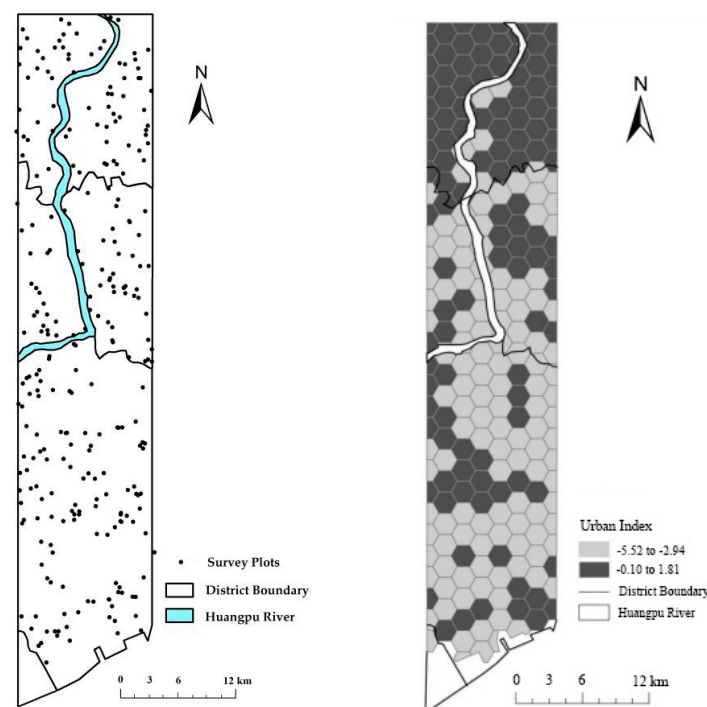 N
Survey Plots
District Boundary
Huangpu River
0 3 6 12 km
N
Urban Index
-5.52 to -2.94
-0.10 to 1.81
District Boundary
Huangpu River
0 3 6 12 km